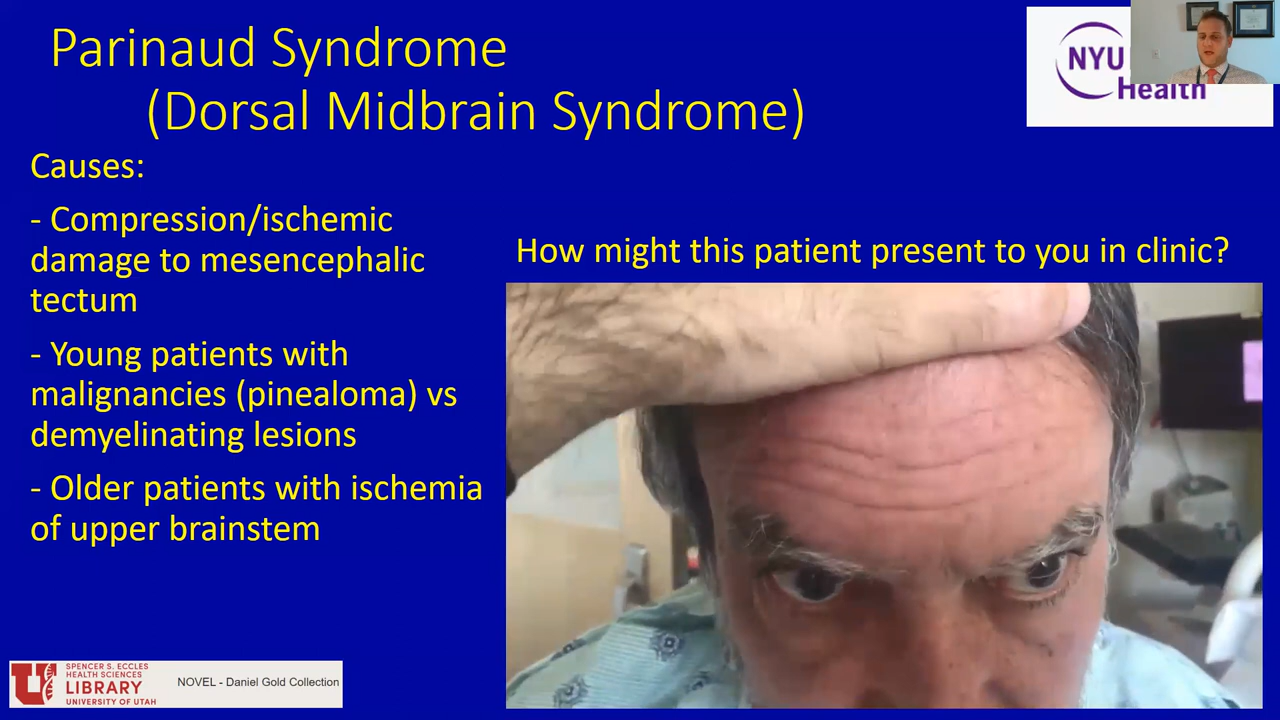 Parinaud Syndrome
(Dorsal Midbrain Syndrome)
NYU
Health
Causes:
- Compression/ischemic
damage to mesencephalic
tectum
- Young patients with
malignancies (pinealoma) vs
demyelinating lesions
- Older patients with ischemia
of upper brainstem
How might this patient present to you in clinic?
U
SPENCER S. ECCLES
HEALTH SCIENCES
LIBRARY
UNIVERSITY OF UTAH
NOVEL - Daniel Gold Collection